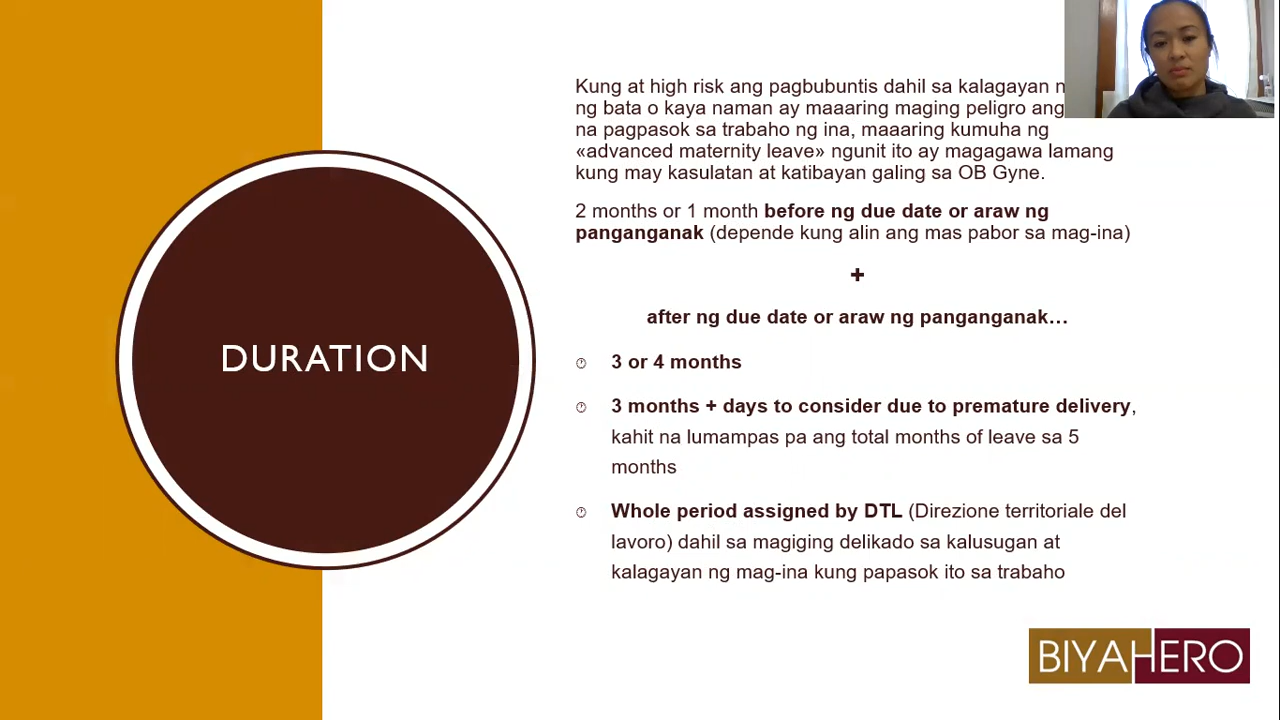 Kung at high risk ang pagbubuntis dahil sa kalagayan
ng bata o kaya naman ay maaaring maging peligro ang
na pagpasok sa trabaho ng ina, maaaring kumuha ng
«advanced maternity leave» ngunit ito ay magagawa lamang
kung may kasulatan at katibayan galing sa OB Gyne.
2 months or 1 month before ng due date or araw ng
panganganak (depende kung alin ang mas pabor sa mag-ina)
+
after ng due date or araw ng panganganak…
DURATION
3 or 4 months
3 months + days to consider due to premature delivery,
kahit na lumampas pa ang total months of leave sa 5
months
Whole period assigned by DTL (Direzione territoriale del
lavoro) dahil sa magiging delikado sa kalusugan at
kalagayan ng mag-ina kung papasok ito sa trabaho
BIYAHERO